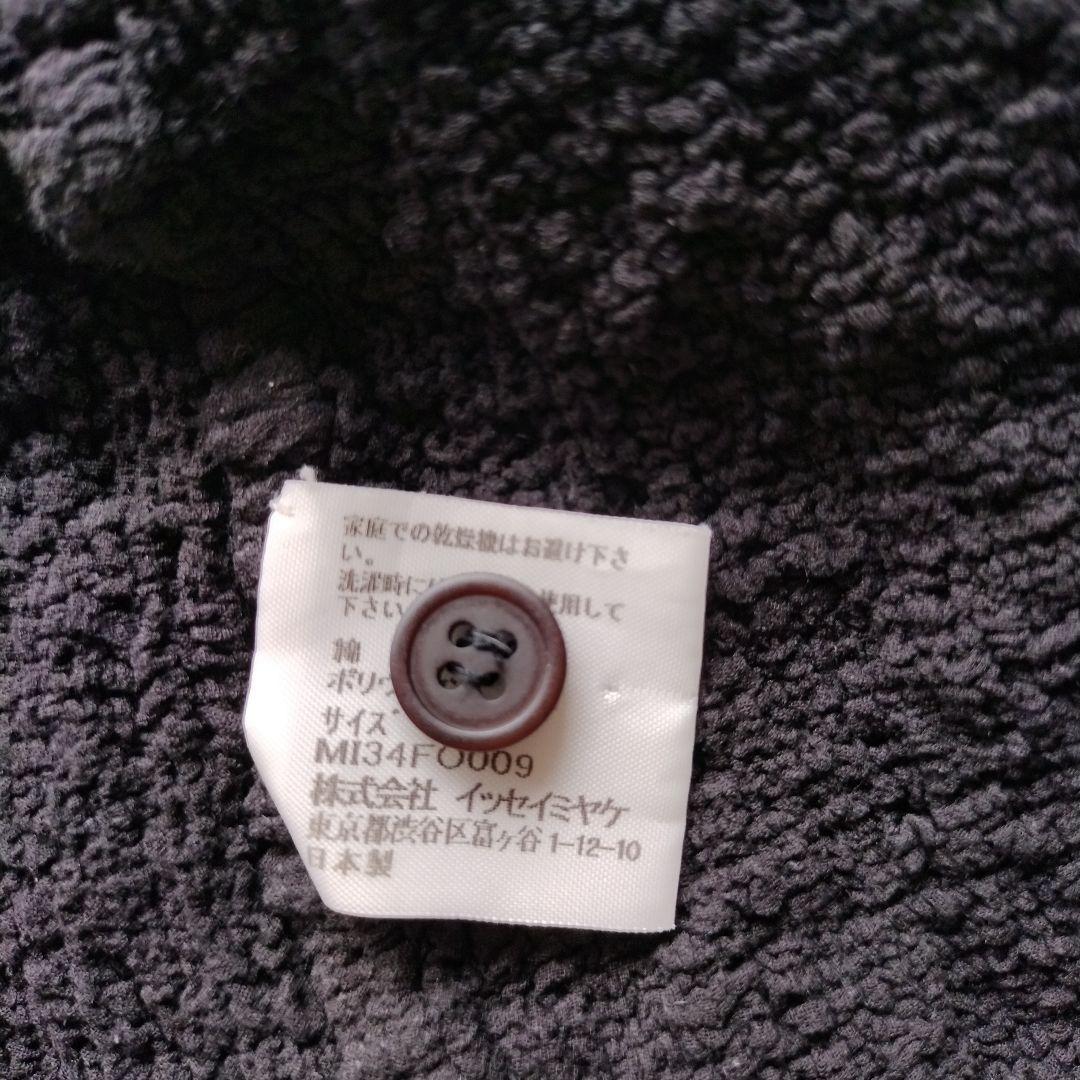 家庭での乾燥機はお避け下さ
い。
洗濯時に 使用して
下さい
綿
ポリウ
サイズ
MI34FO009
株式会社 イッセイミヤケ
東京都渋谷区富ヶ谷1-12-10
日本製